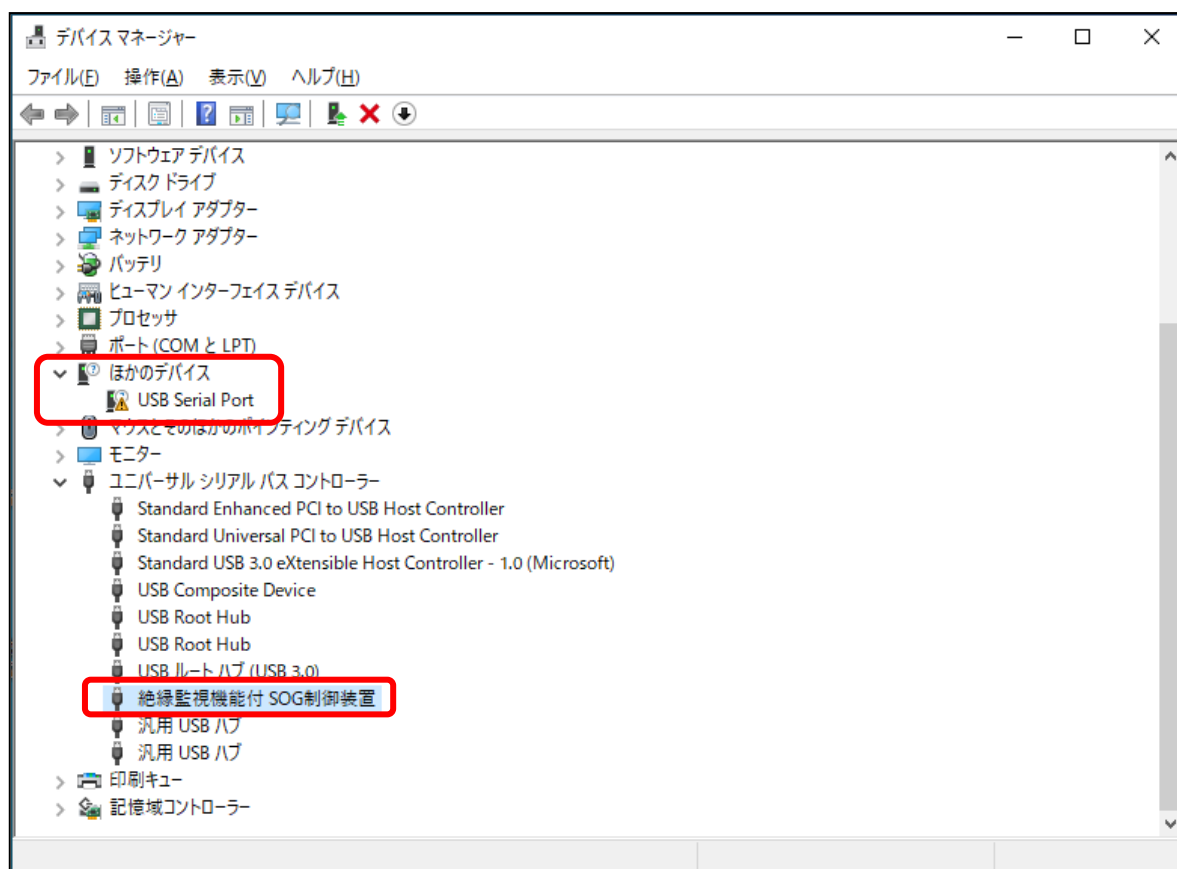 デバイス マネージャー
ファイル(F) 操作(A) 表示(V) ヘルプ(H)
ソフトウェア デバイス
ディスク ドライブ
ディスプレイ アダプター
ネットワーク アダプター
バッテリ
ヒューマン インターフェイス デバイス
プロセッサ
ポート (COM と LPT)
ほかのデバイス
USB Serial Port
マウスとそのほかのポインティング デバイス
モニター
ユニバーサル シリアル バス コントローラー
Standard Enhanced PCI to USB Host Controller
Standard Universal PCI to USB Host Controller
Standard USB 3.0 eXtensible Host Controller - 1.0 (Microsoft)
USB Composite Device
USB Root Hub
USB Root Hub
USB ルート ハブ (USB 3.0)
絶縁監視機能付 SOG制御装置
汎用 USB ハブ
汎用 USB ハブ
印刷キュー
記憶域コントローラー